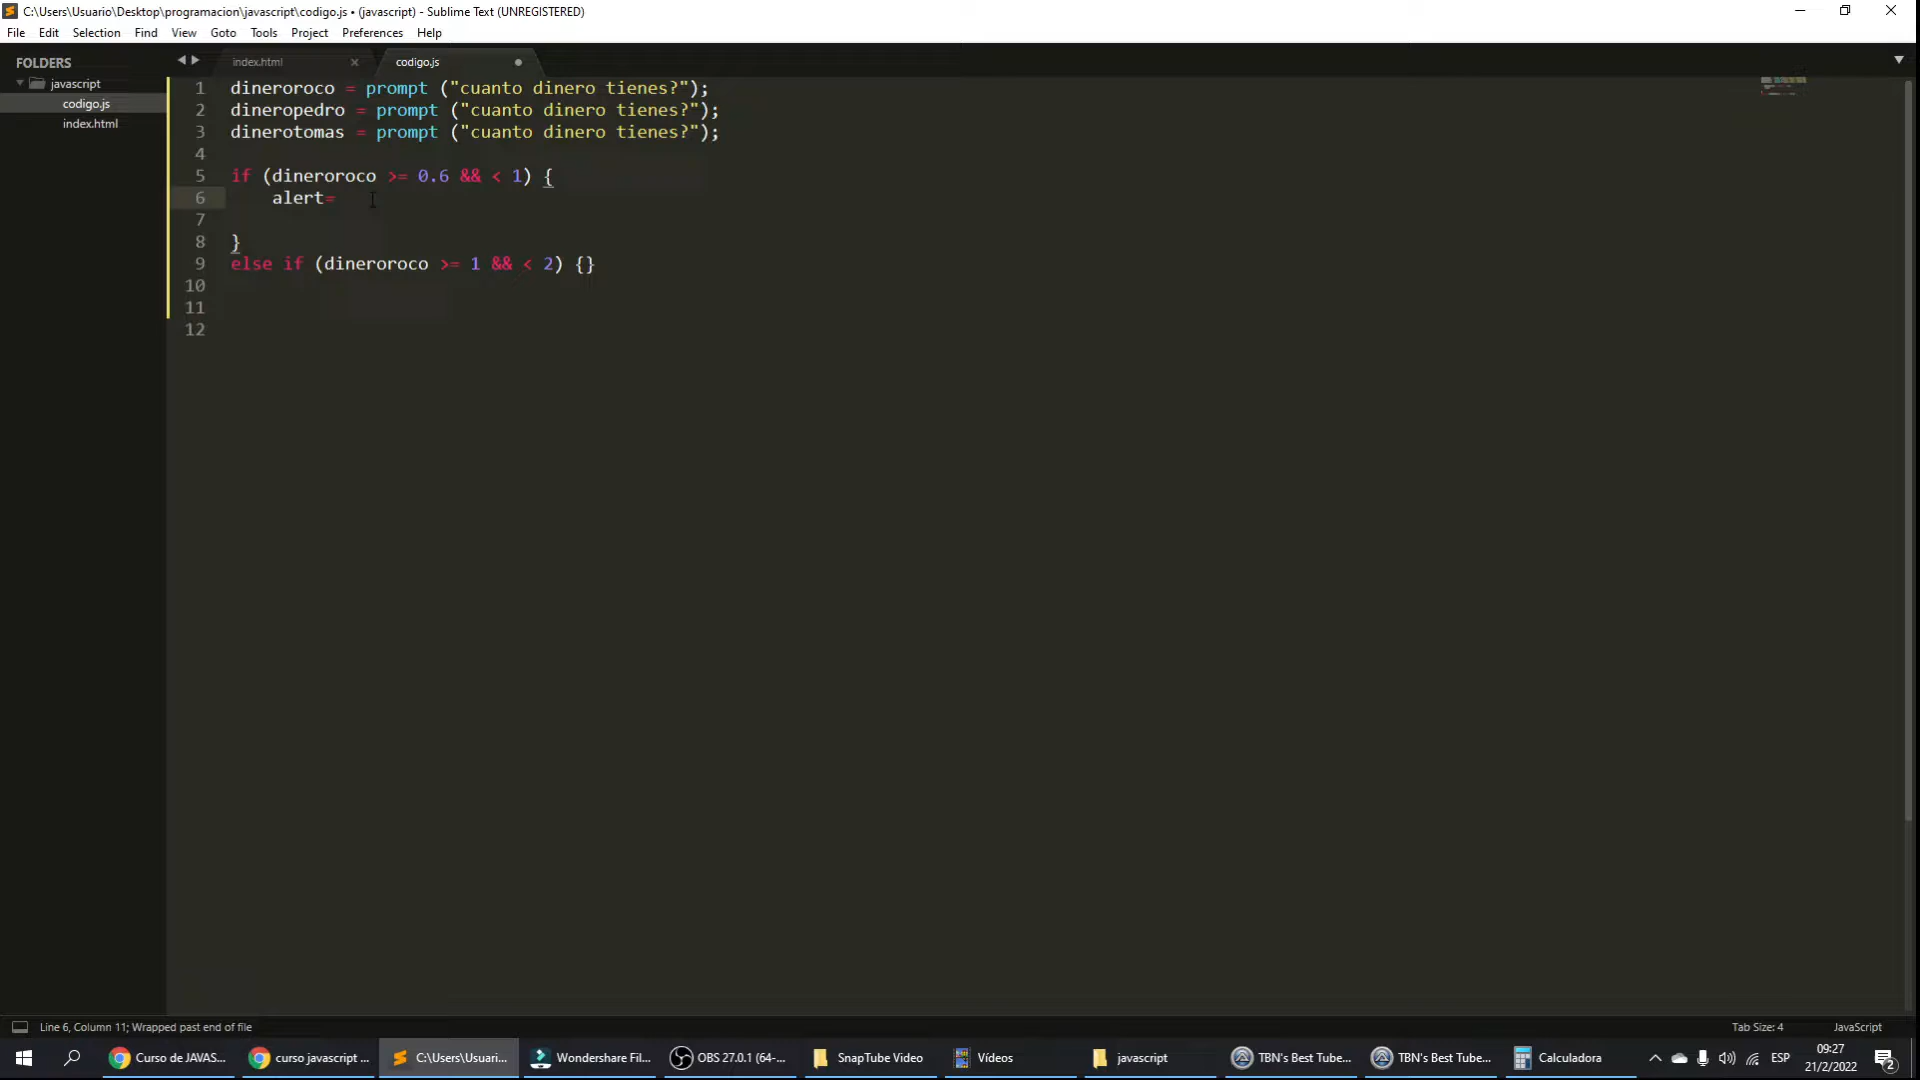 C:\Users\Usuario\Desktop\programacion\javascript\codigo.js • (javascript) - Sublime Text (UNREGISTERED)
File Edit Selection Find View Goto Tools Project Preferences Help
FOLDERS
javascript
codigo.js
index.html
index.html
codigo.js
1 dineroroco = prompt ("cuanto dinero tienes?");
2 dineropedro = prompt ("cuanto dinero tienes?");
3 dinerotomas = prompt ("cuanto dinero tienes?");
4
5 if (dineroroco >= 0.6 && < 1) {
6 alert=
7
8 }
9 else if (dineroroco >= 1 && < 2) {}
10
11
12
Line 6, Column 11; Wrapped past end of file
Tab Size: 4 JavaScript
Curso de JAVAS... curso javascript ... C:\Users\Usuari... Wondershare Fil... OBS 27.0.1 (64-... SnapTube Video Vídeos javascript TBN's Best Tube... TBN's Best Tube... Calculadora ESP
09:27
21/2/2022
2